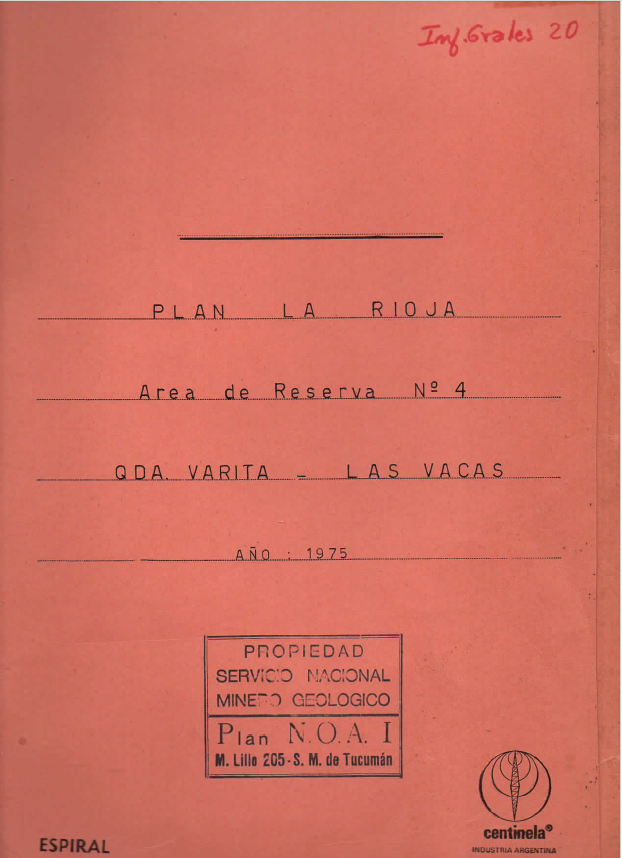 Inf. Grales 20
PLAN LA RIOJA
Area de Reserva Nº 4
QDA. VARITA - LAS VACAS
AÑO : 1975
PROPIEDAD
SERVICIO NACIONAL
MINERO GEOLOGICO
Plan N.O.A. I
M. Lillo 205 - S. M. de Tucumán
centinela®
INDUSTRIA ARGENTINA
ESPIRAL